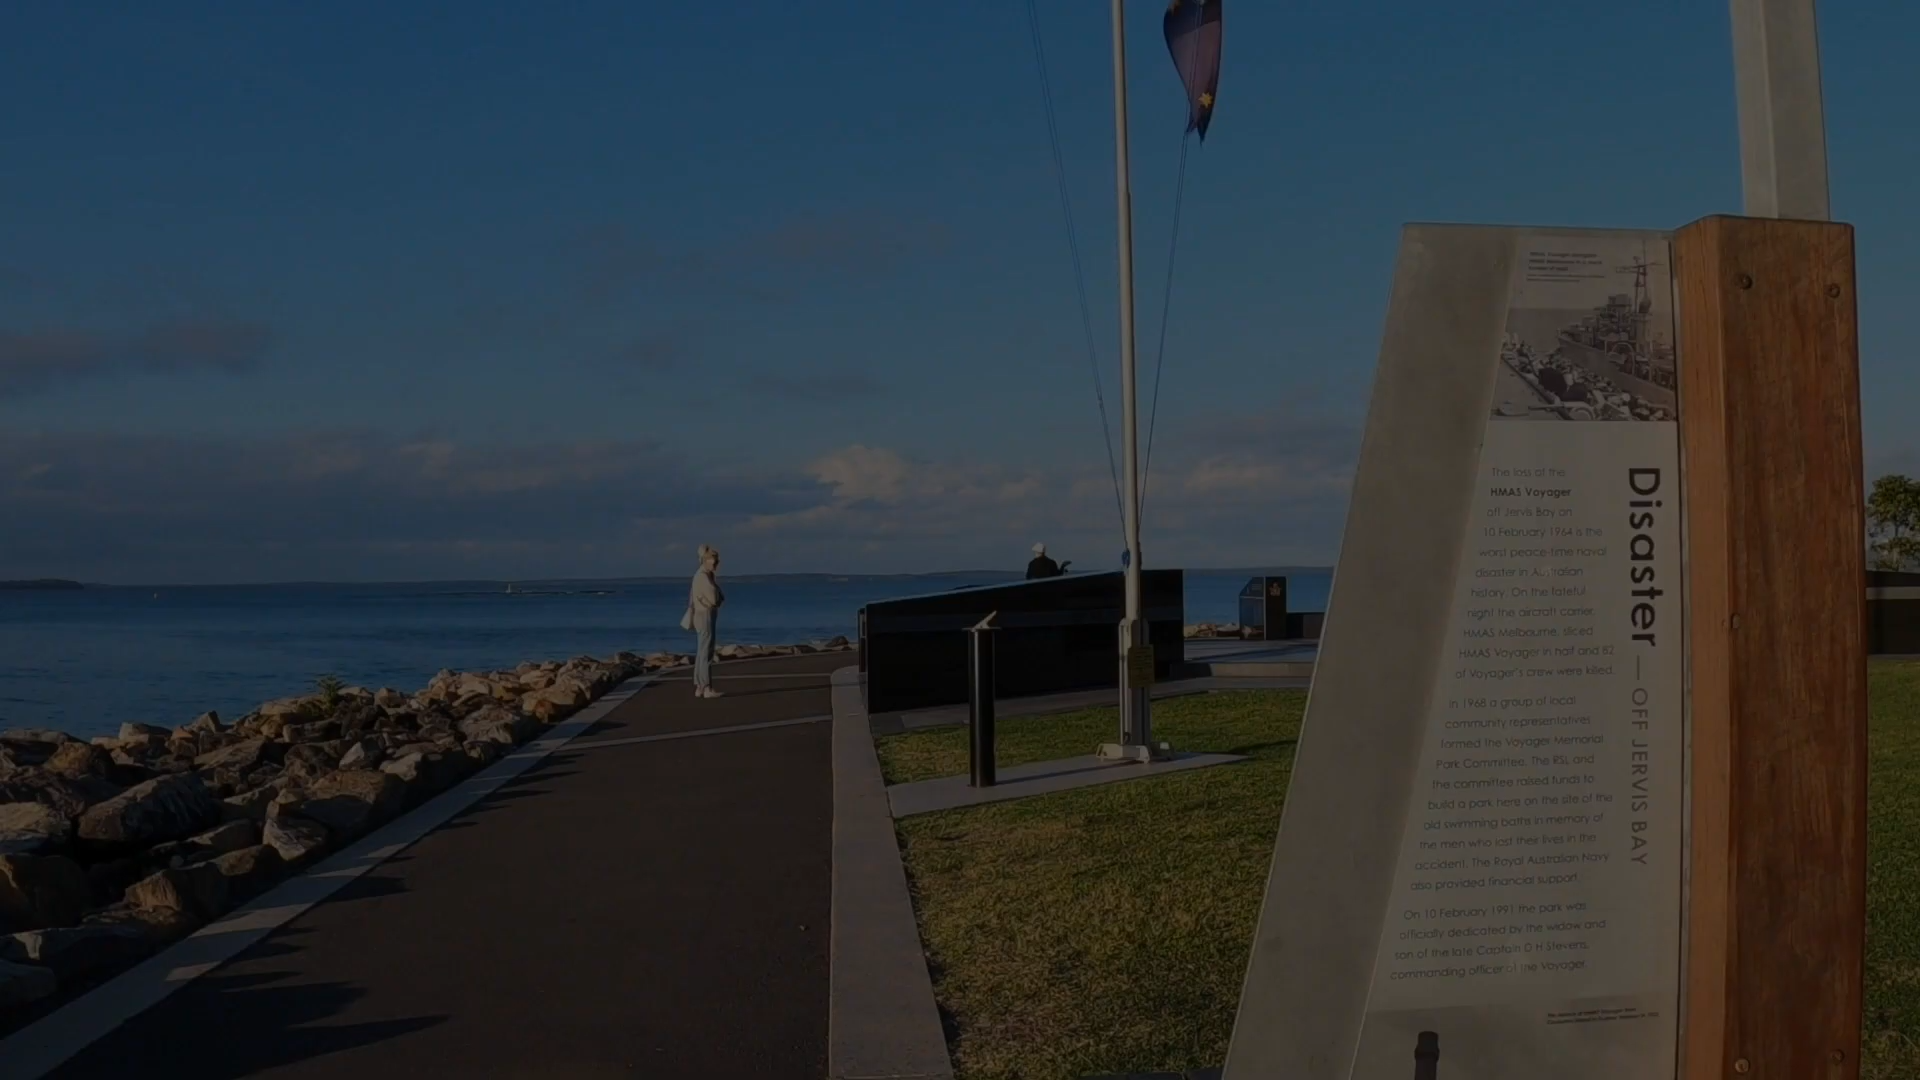 The loss of the
HMAS Voyager
off Jervis Bay on
10 February 1964 is the
worst peace-time naval
disaster in Australian
history. On the fateful
night the aircraft carrier,
HMAS Melbourne, sliced
HMAS Voyager in half and 82
of Voyager's crew were killed.
In 1968 a group of local
community representatives
formed the Voyager Memorial
Park Committee. The RSL and
the committee raised funds to
build a park here on the site of the
old swimming baths in memory of
the men who lost their lives in the
accident. The Royal Australian Navy
also provided financial support.
On 10 February 1991 the park was
officially dedicated by the widow and
son of the late Captain D H Stevens,
commanding officer of the Voyager.
Disaster — OFF JERVIS BAY